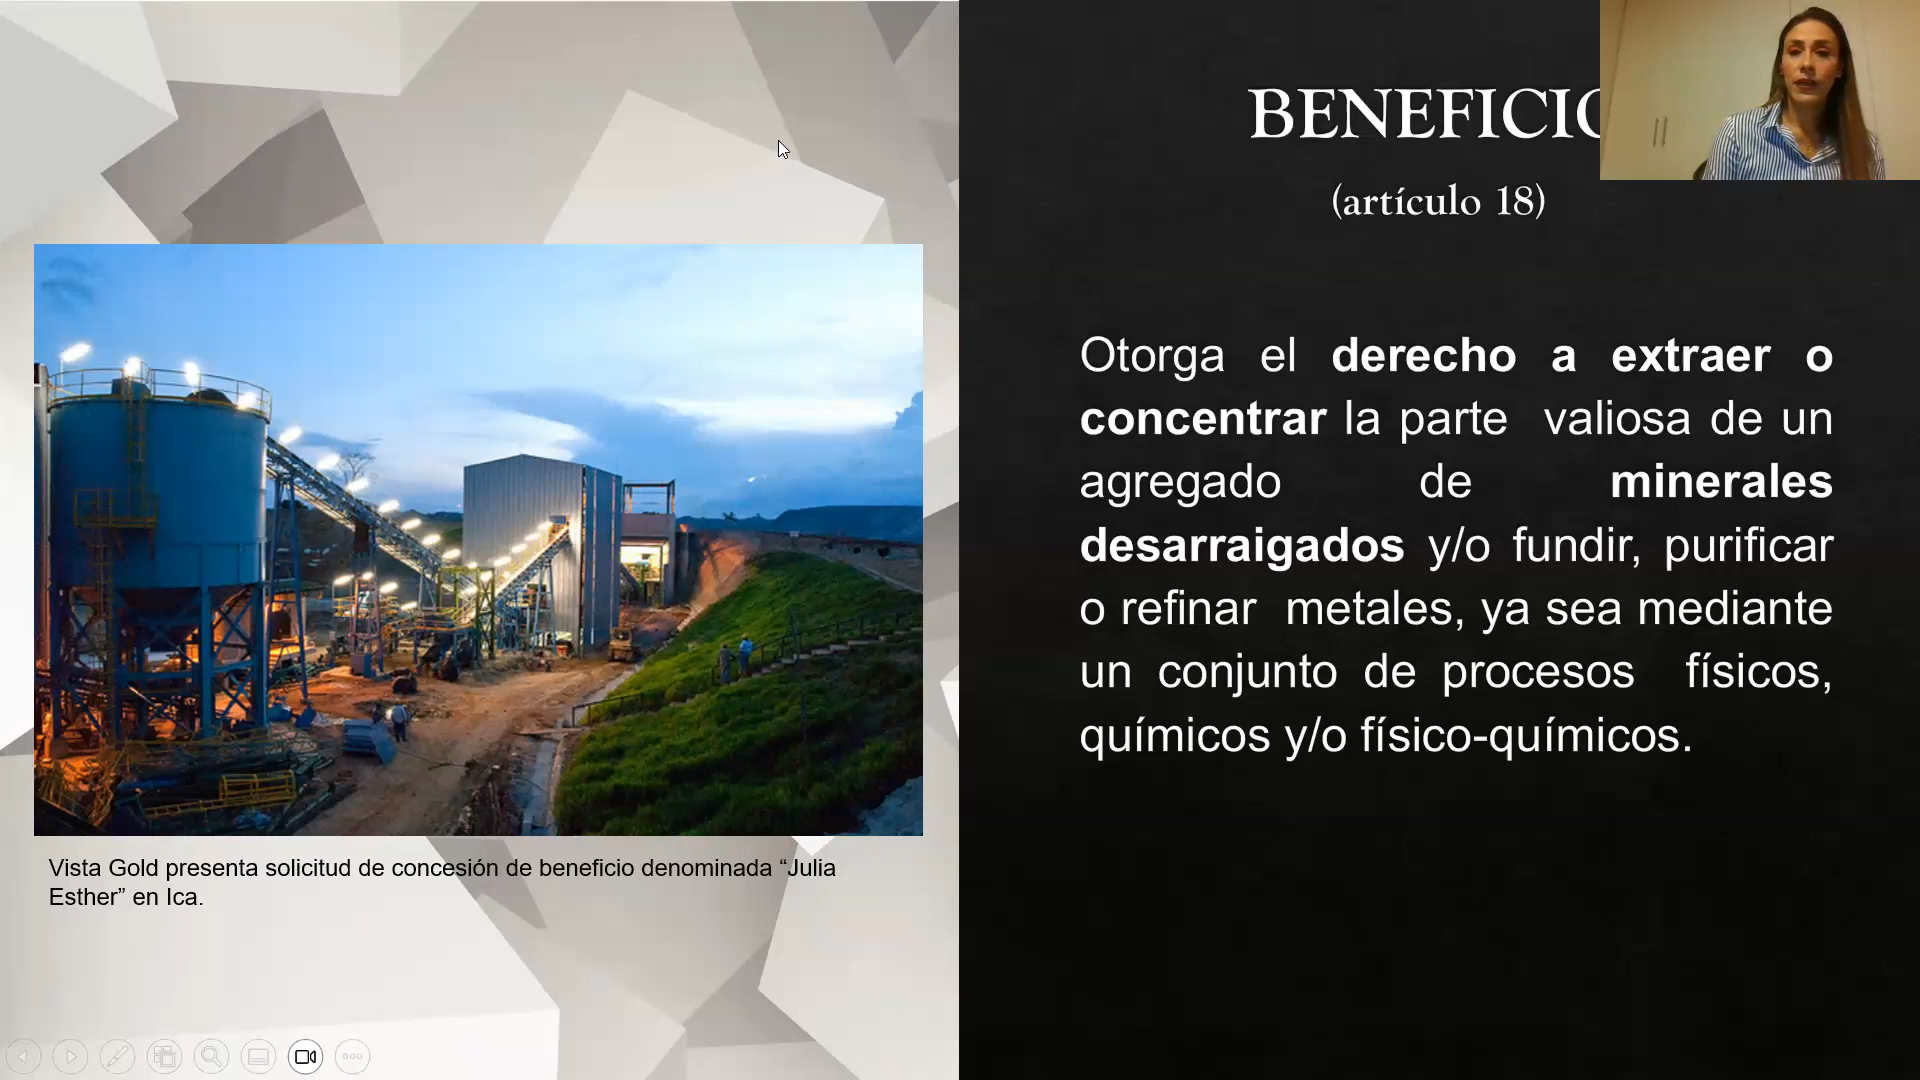 BENEFICIO
(artículo 18)
Otorga el derecho a extraer o
concentrar la parte valiosa de un
agregado de minerales
desarraigados y/o fundir, purificar
o refinar metales, ya sea mediante
un conjunto de procesos físicos,
químicos y/o físico-químicos.
Vista Gold presenta solicitud de concesión de beneficio denominada “Julia
Esther” en Ica.